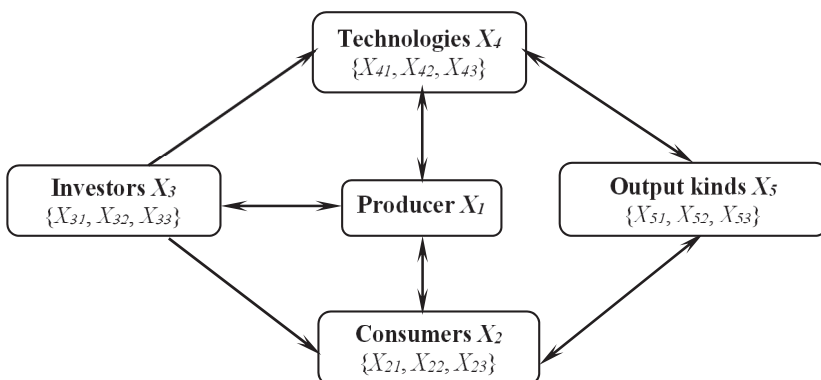 Technologies X4
{X41, X42, X43}
Investors X3
{X31, X32, X33}
Producer X1
Output kinds X5
{X51, X52, X53}
Consumers X2
{X21, X22, X23}